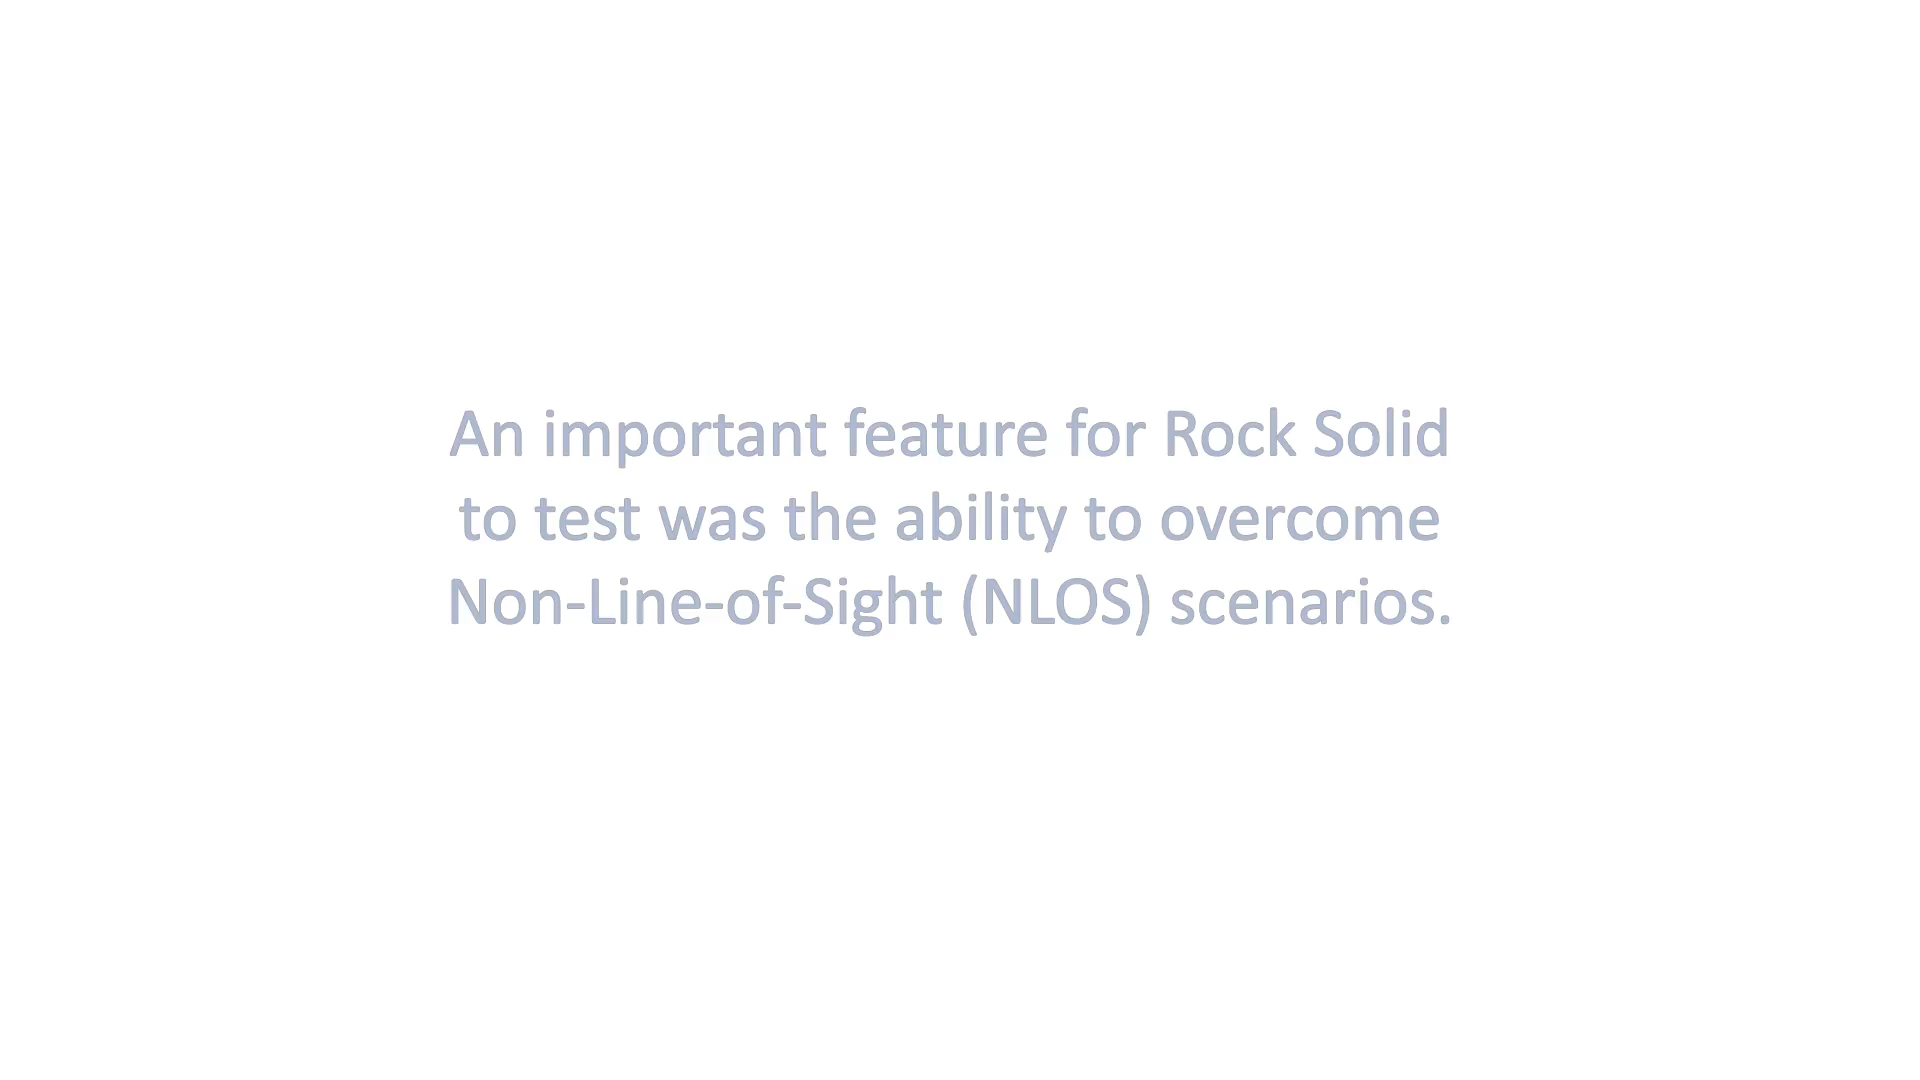 An important feature for Rock Solid
to test was the ability to overcome
Non-Line-of-Sight (NLOS) scenarios.